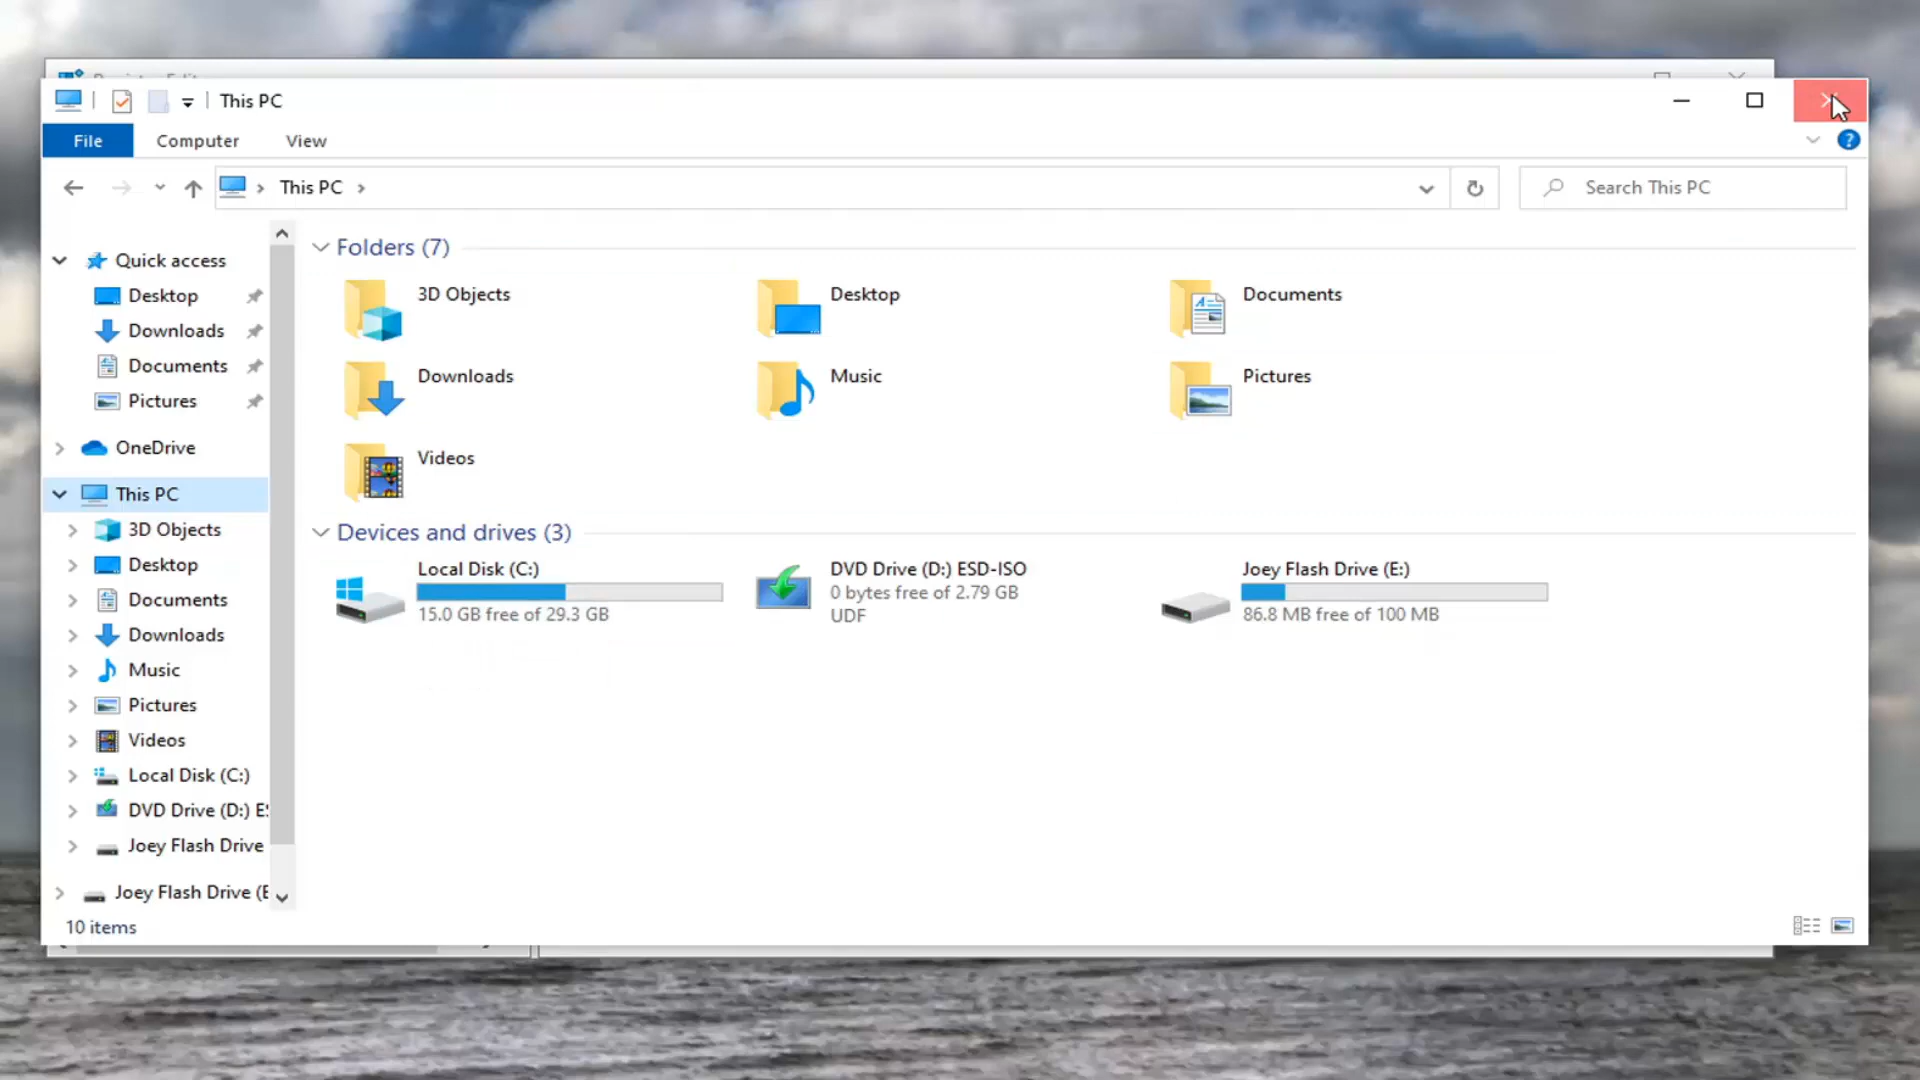 This PC
File Computer View
This PC
Search This PC
Quick access
Desktop
Downloads
Documents
Pictures
OneDrive
This PC
3D Objects
Desktop
Documents
Downloads
Music
Pictures
Videos
Local Disk (C:)
DVD Drive (D:) E
Joey Flash Drive
Joey Flash Drive (E
Folders (7)
3D Objects
Desktop
Documents
Downloads
Music
Pictures
Videos
Devices and drives (3)
Local Disk (C:)
15.0 GB free of 29.3 GB
DVD Drive (D:) ESD-ISO
0 bytes free of 2.79 GB
UDF
Joey Flash Drive (E:)
86.8 MB free of 100 MB
10 items